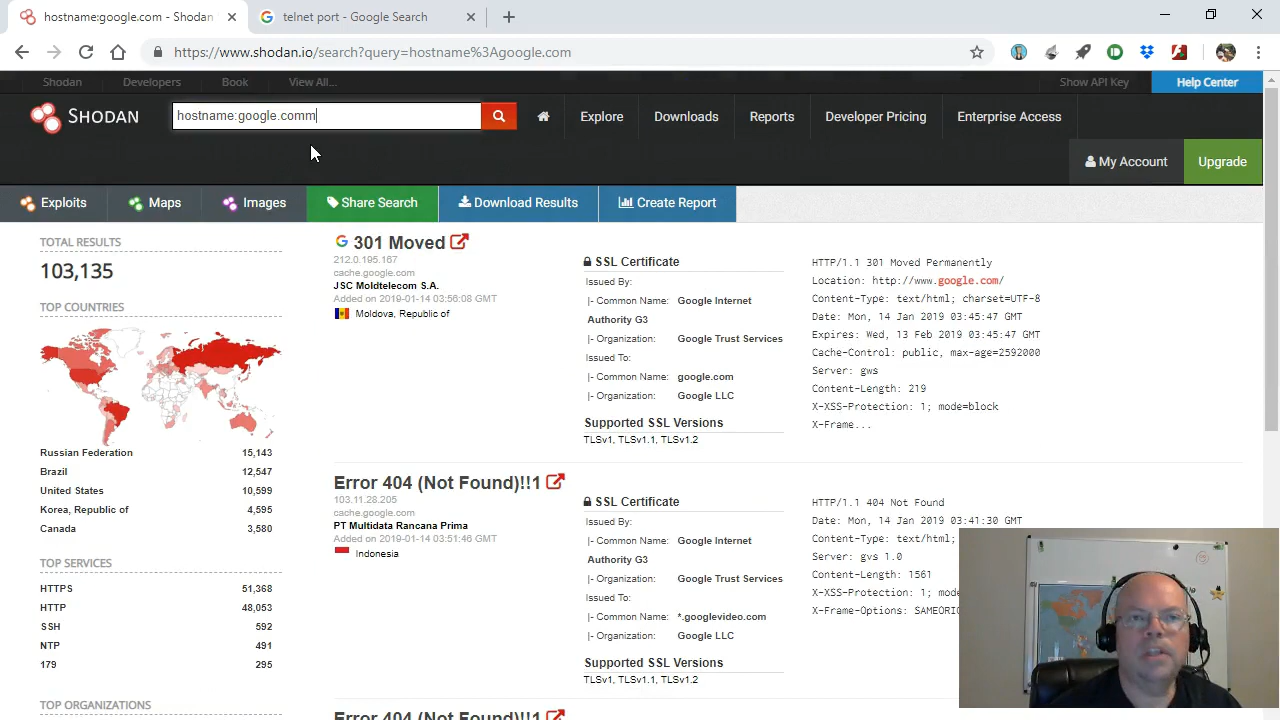 hostname:google.com - Shodan
telnet port - Google Search
https://www.shodan.io/search?query=hostname%3Agoogle.com
Shodan Developers Book View All... Show API Key Help Center
SHODAN hostname:google.comm Explore Downloads Reports Developer Pricing Enterprise Access
My Account Upgrade
Exploits Maps Images Share Search Download Results Create Report
TOTAL RESULTS
103,135
TOP COUNTRIES
Russian Federation 15,143
Brazil 12,547
United States 10,599
Korea, Republic of 4,595
Canada 3,580
TOP SERVICES
HTTPS 51,368
HTTP 48,053
SSH 592
NTP 491
179 295
TOP ORGANIZATIONS
301 Moved
212.0.195.167
cache.google.com
JSC Moldtelecom S.A.
Added on 2019-01-14 03:56:08 GMT
Moldova, Republic of
SSL Certificate
Issued By:
|- Common Name: Google Internet
Authority G3
|- Organization: Google Trust Services
Issued To:
|- Common Name: google.com
|- Organization: Google LLC
Supported SSL Versions
TLSv1, TLSv1.1, TLSv1.2
HTTP/1.1 301 Moved Permanently
Location: http://www.google.com/
Content-Type: text/html; charset=UTF-8
Date: Mon, 14 Jan 2019 03:45:47 GMT
Expires: Wed, 13 Feb 2019 03:45:47 GMT
Cache-Control: public, max-age=2592000
Server: gws
Content-Length: 219
X-XSS-Protection: 1; mode=block
X-Frame...
Error 404 (Not Found)!!1
103.11.28.205
cache.google.com
PT Multidata Rancana Prima
Added on 2019-01-14 03:51:46 GMT
Indonesia
SSL Certificate
Issued By:
|- Common Name: Google Internet
Authority G3
|- Organization: Google Trust Services
Issued To:
|- Common Name: *.googlevideo.com
|- Organization: Google LLC
Supported SSL Versions
TLSv1, TLSv1.1, TLSv1.2
HTTP/1.1 404 Not Found
Date: Mon, 14 Jan 2019 03:41:30 GMT
Content-Type: text/html;
Server: gvs 1.0
Content-Length: 1561
X-XSS-Protection: 1; mod
X-Frame-Options: SAMEORIG
Error 404 (Not Found)!!1